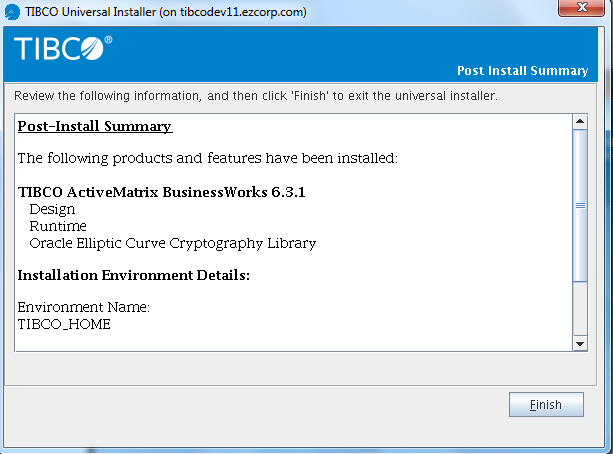 TIBCO Universal Installer (on tibcodev11.ezcorp.com)
TIBCO®
Post Install Summary
Review the following information, and then click 'Finish' to exit the universal installer.
Post-Install Summary
The following products and features have been installed:
TIBCO ActiveMatrix BusinessWorks 6.3.1
Design
Runtime
Oracle Elliptic Curve Cryptography Library
Installation Environment Details:
Environment Name:
TIBCO_HOME
Finish